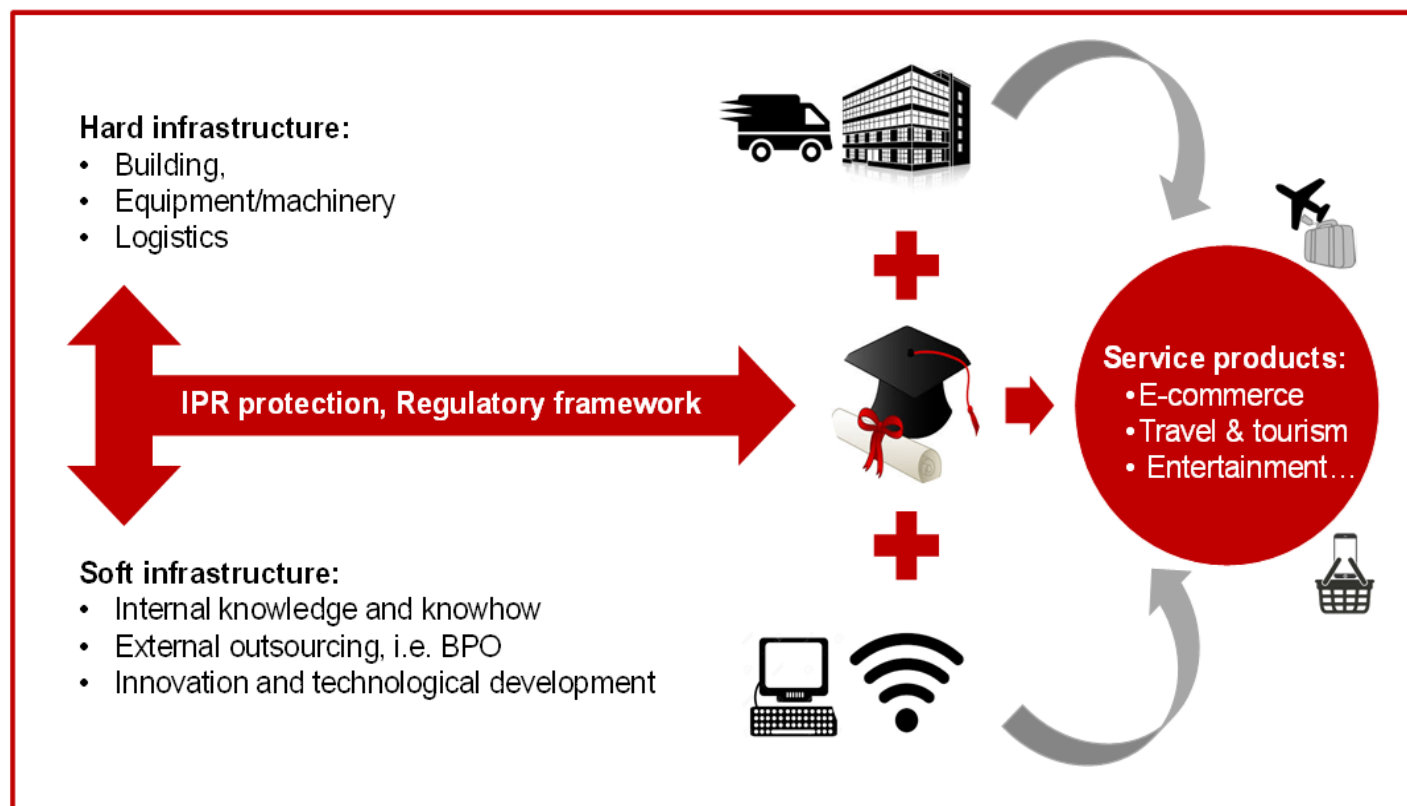 Hard infrastructure:
• Building,
• Equipment/machinery
• Logistics
IPR protection, Regulatory framework
Soft infrastructure:
• Internal knowledge and knowhow
• External outsourcing, i.e. BPO
• Innovation and technological development
Service products:
•E-commerce
•Travel & tourism
• Entertainment…